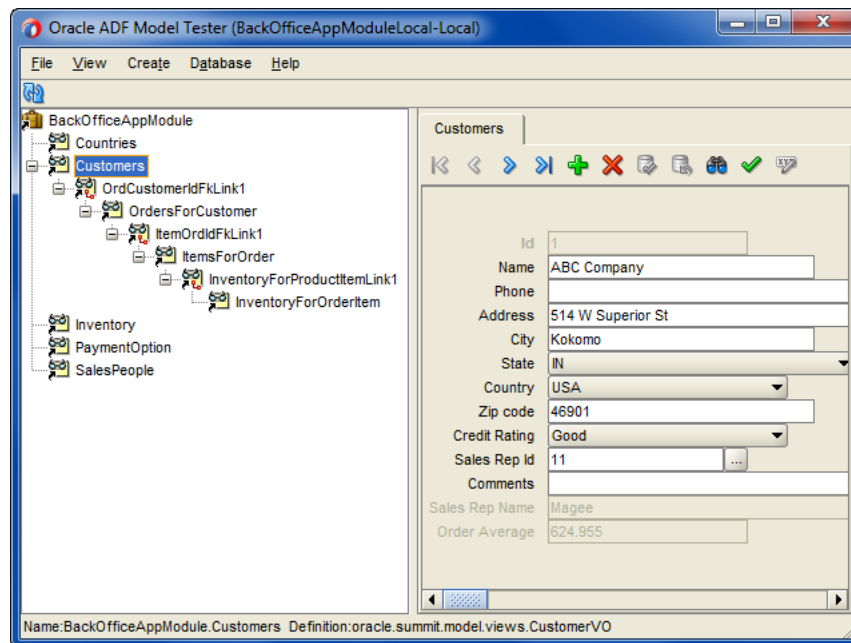 Oracle ADF Model Tester (BackOfficeAppModuleLocal-Local)
File View Create Database Help
BackOfficeAppModule
Countries
Customers
OrdCustomerIdFkLink1
OrdersForCustomer
ItemOrdIdFkLink1
ItemsForOrder
InventoryForProductItemLink1
InventoryForOrderItem
Inventory
PaymentOption
SalesPeople
Customers
Id 1
Name ABC Company
Phone
Address 514 W Superior St
City Kokomo
State IN
Country USA
Zip code 46901
Credit Rating Good
Sales Rep Id 11 ...
Comments
Sales Rep Name Magee
Order Average 624.955
Name:BackOfficeAppModule.Customers Definition:oracle.summit.model.views.CustomerVO